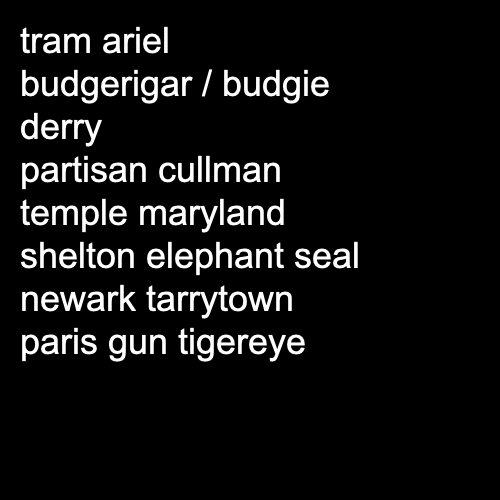 tram ariel
budgerigar / budgie
derry
partisan cullman
temple maryland
shelton elephant seal
newark tarrytown
paris gun tigereye